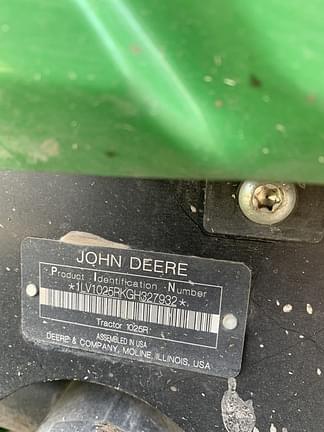 JOHN DEERE
Product Identification Number
*1LV1025RKGH327932*
Tractor 1025R
ASSEMBLED IN USA
DEERE & COMPANY, MOLINE, ILLINOIS, USA